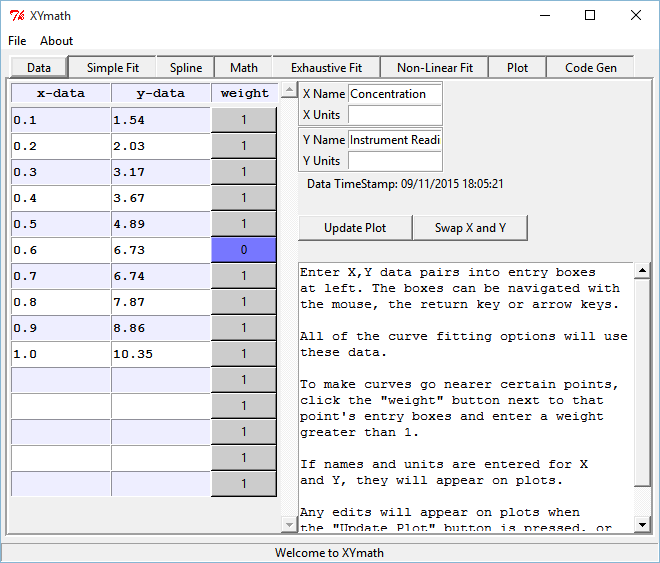 XYmath
File About
Data Simple Fit Spline Math Exhaustive Fit Non-Linear Fit Plot Code Gen
x-data y-data weight
0.1 1.54 1
0.2 2.03 1
0.3 3.17 1
0.4 3.67 1
0.5 4.89 1
0.6 6.73 0
0.7 6.74 1
0.8 7.87 1
0.9 8.86 1
1.0 10.35 1
1
1
1
1
1
X Name Concentration
X Units
Y Name Instrument Readi
Y Units
Data TimeStamp: 09/11/2015 18:05:21
Update Plot Swap X and Y
Enter X,Y data pairs into entry boxes
at left. The boxes can be navigated with
the mouse, the return key or arrow keys.
All of the curve fitting options will use
these data.
To make curves go nearer certain points,
click the "weight" button next to that
point's entry boxes and enter a weight
greater than 1.
If names and units are entered for X
and Y, they will appear on plots.
Any edits will appear on plots when
the "Update Plot" button is pressed, or
Welcome to XYmath